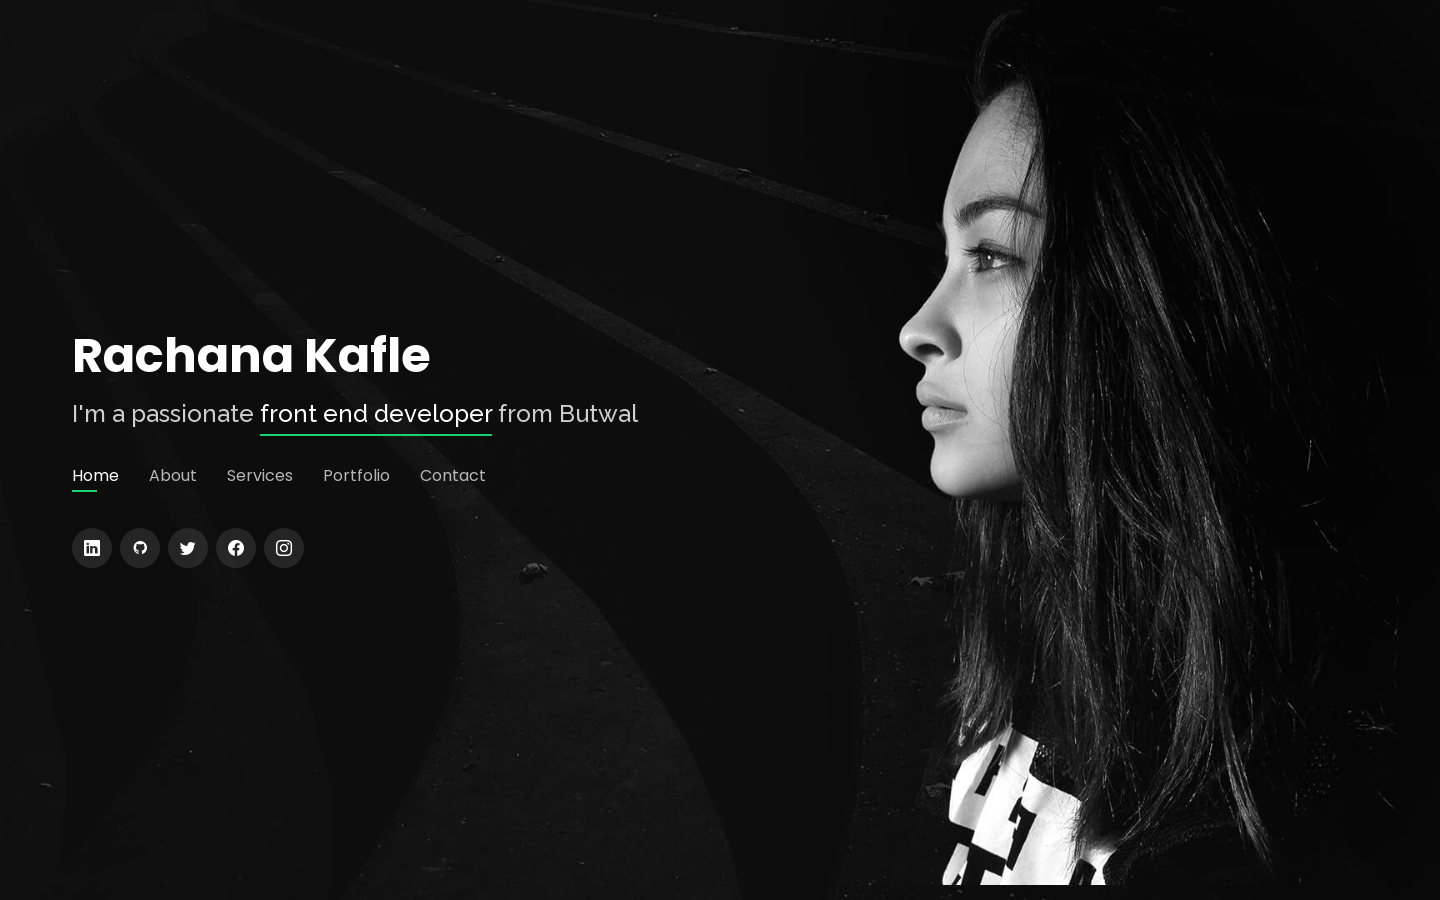 Rachana Kafle
I'm a passionate front end developer from Butwal
Home About Services Portfolio Contact